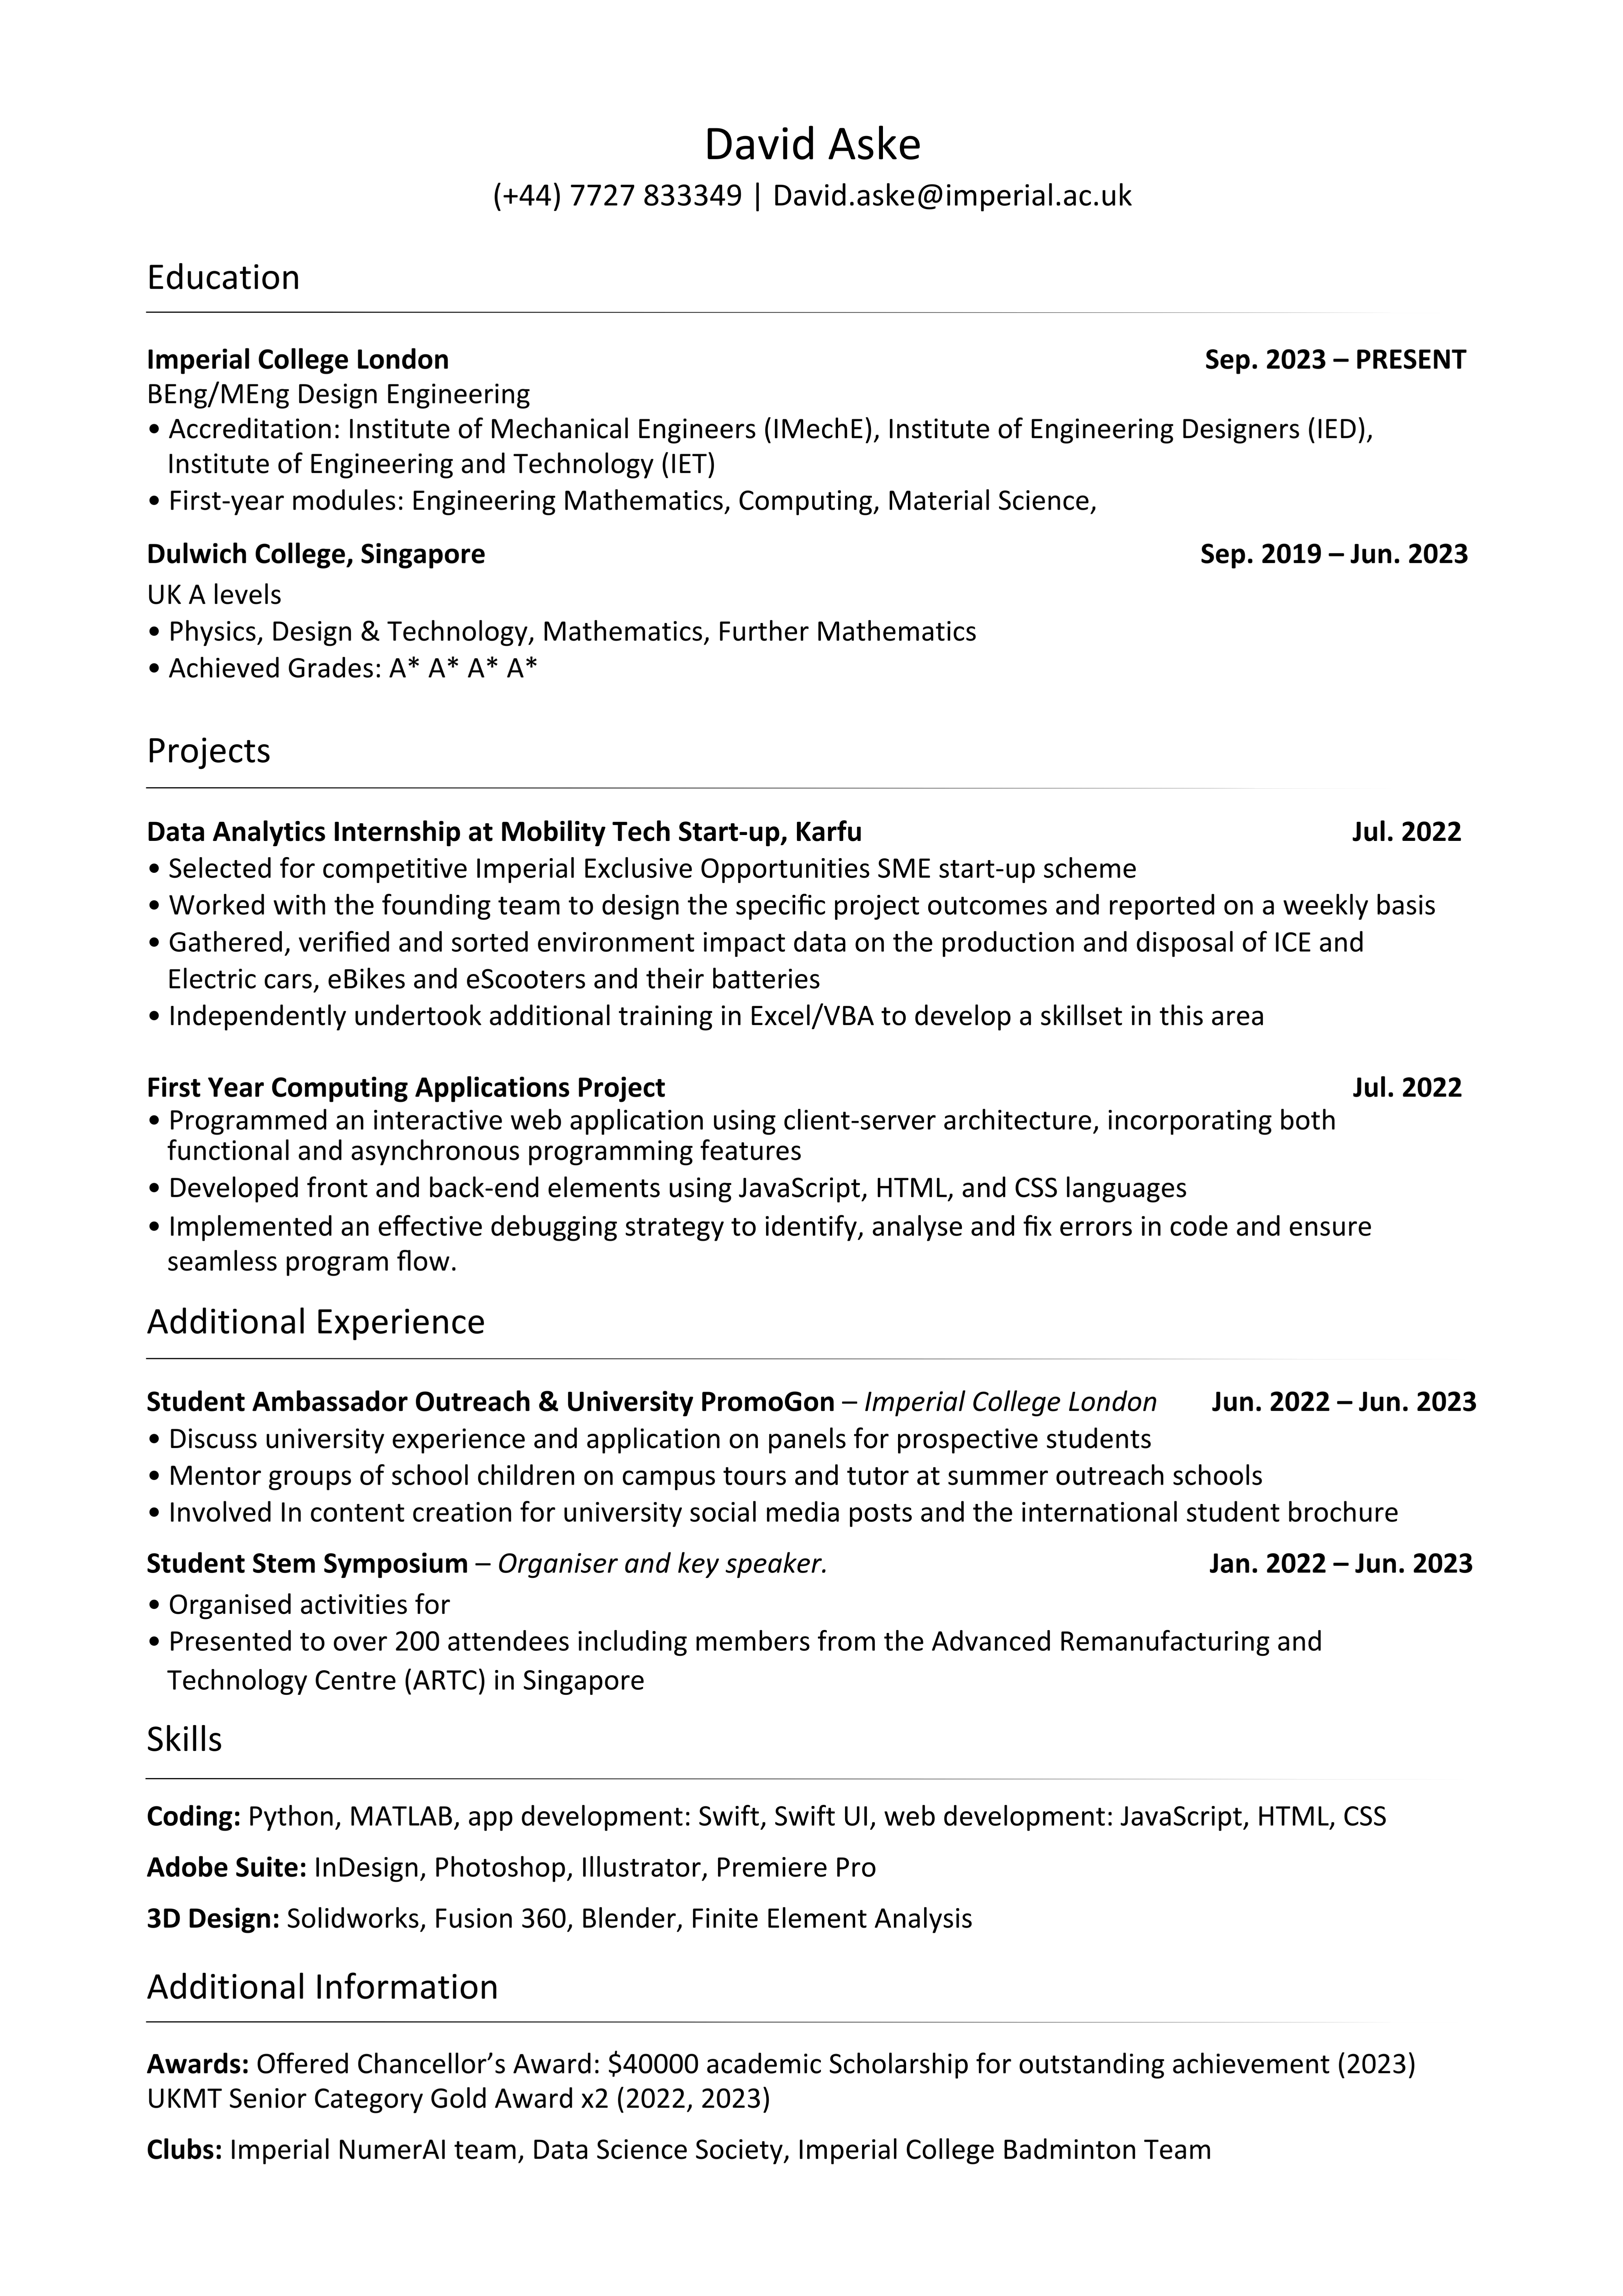 David Aske
(+44) 7727 833349 | David.aske@imperial.ac.uk
Education
Imperial College London Sep. 2023 – PRESENT
BEng/MEng Design Engineering
• Accreditation: Institute of Mechanical Engineers (IMechE), Institute of Engineering Designers (IED),
Institute of Engineering and Technology (IET)
• First-year modules: Engineering Mathematics, Computing, Material Science,
Dulwich College, Singapore Sep. 2019 – Jun. 2023
UK A levels
• Physics, Design & Technology, Mathematics, Further Mathematics
• Achieved Grades: A* A* A* A*
Projects
Data Analytics Internship at Mobility Tech Start-up, Karfu Jul. 2022
• Selected for competitive Imperial Exclusive Opportunities SME start-up scheme
• Worked with the founding team to design the specific project outcomes and reported on a weekly basis
• Gathered, verified and sorted environment impact data on the production and disposal of ICE and
Electric cars, eBikes and eScooters and their batteries
• Independently undertook additional training in Excel/VBA to develop a skillset in this area
First Year Computing Applications Project Jul. 2022
• Programmed an interactive web application using client-server architecture, incorporating both
functional and asynchronous programming features
• Developed front and back-end elements using JavaScript, HTML, and CSS languages
• Implemented an effective debugging strategy to identify, analyse and fix errors in code and ensure
seamless program flow.
Additional Experience
Student Ambassador Outreach & University PromoGon – Imperial College London Jun. 2022 – Jun. 2023
• Discuss university experience and application on panels for prospective students
• Mentor groups of school children on campus tours and tutor at summer outreach schools
• Involved In content creation for university social media posts and the international student brochure
Student Stem Symposium – Organiser and key speaker. Jan. 2022 – Jun. 2023
• Organised activities for
• Presented to over 200 attendees including members from the Advanced Remanufacturing and
Technology Centre (ARTC) in Singapore
Skills
Coding: Python, MATLAB, app development: Swift, Swift UI, web development: JavaScript, HTML, CSS
Adobe Suite: InDesign, Photoshop, Illustrator, Premiere Pro
3D Design: Solidworks, Fusion 360, Blender, Finite Element Analysis
Additional Information
Awards: Offered Chancellor’s Award: $40000 academic Scholarship for outstanding achievement (2023)
UKMT Senior Category Gold Award x2 (2022, 2023)
Clubs: Imperial NumerAI team, Data Science Society, Imperial College Badminton Team